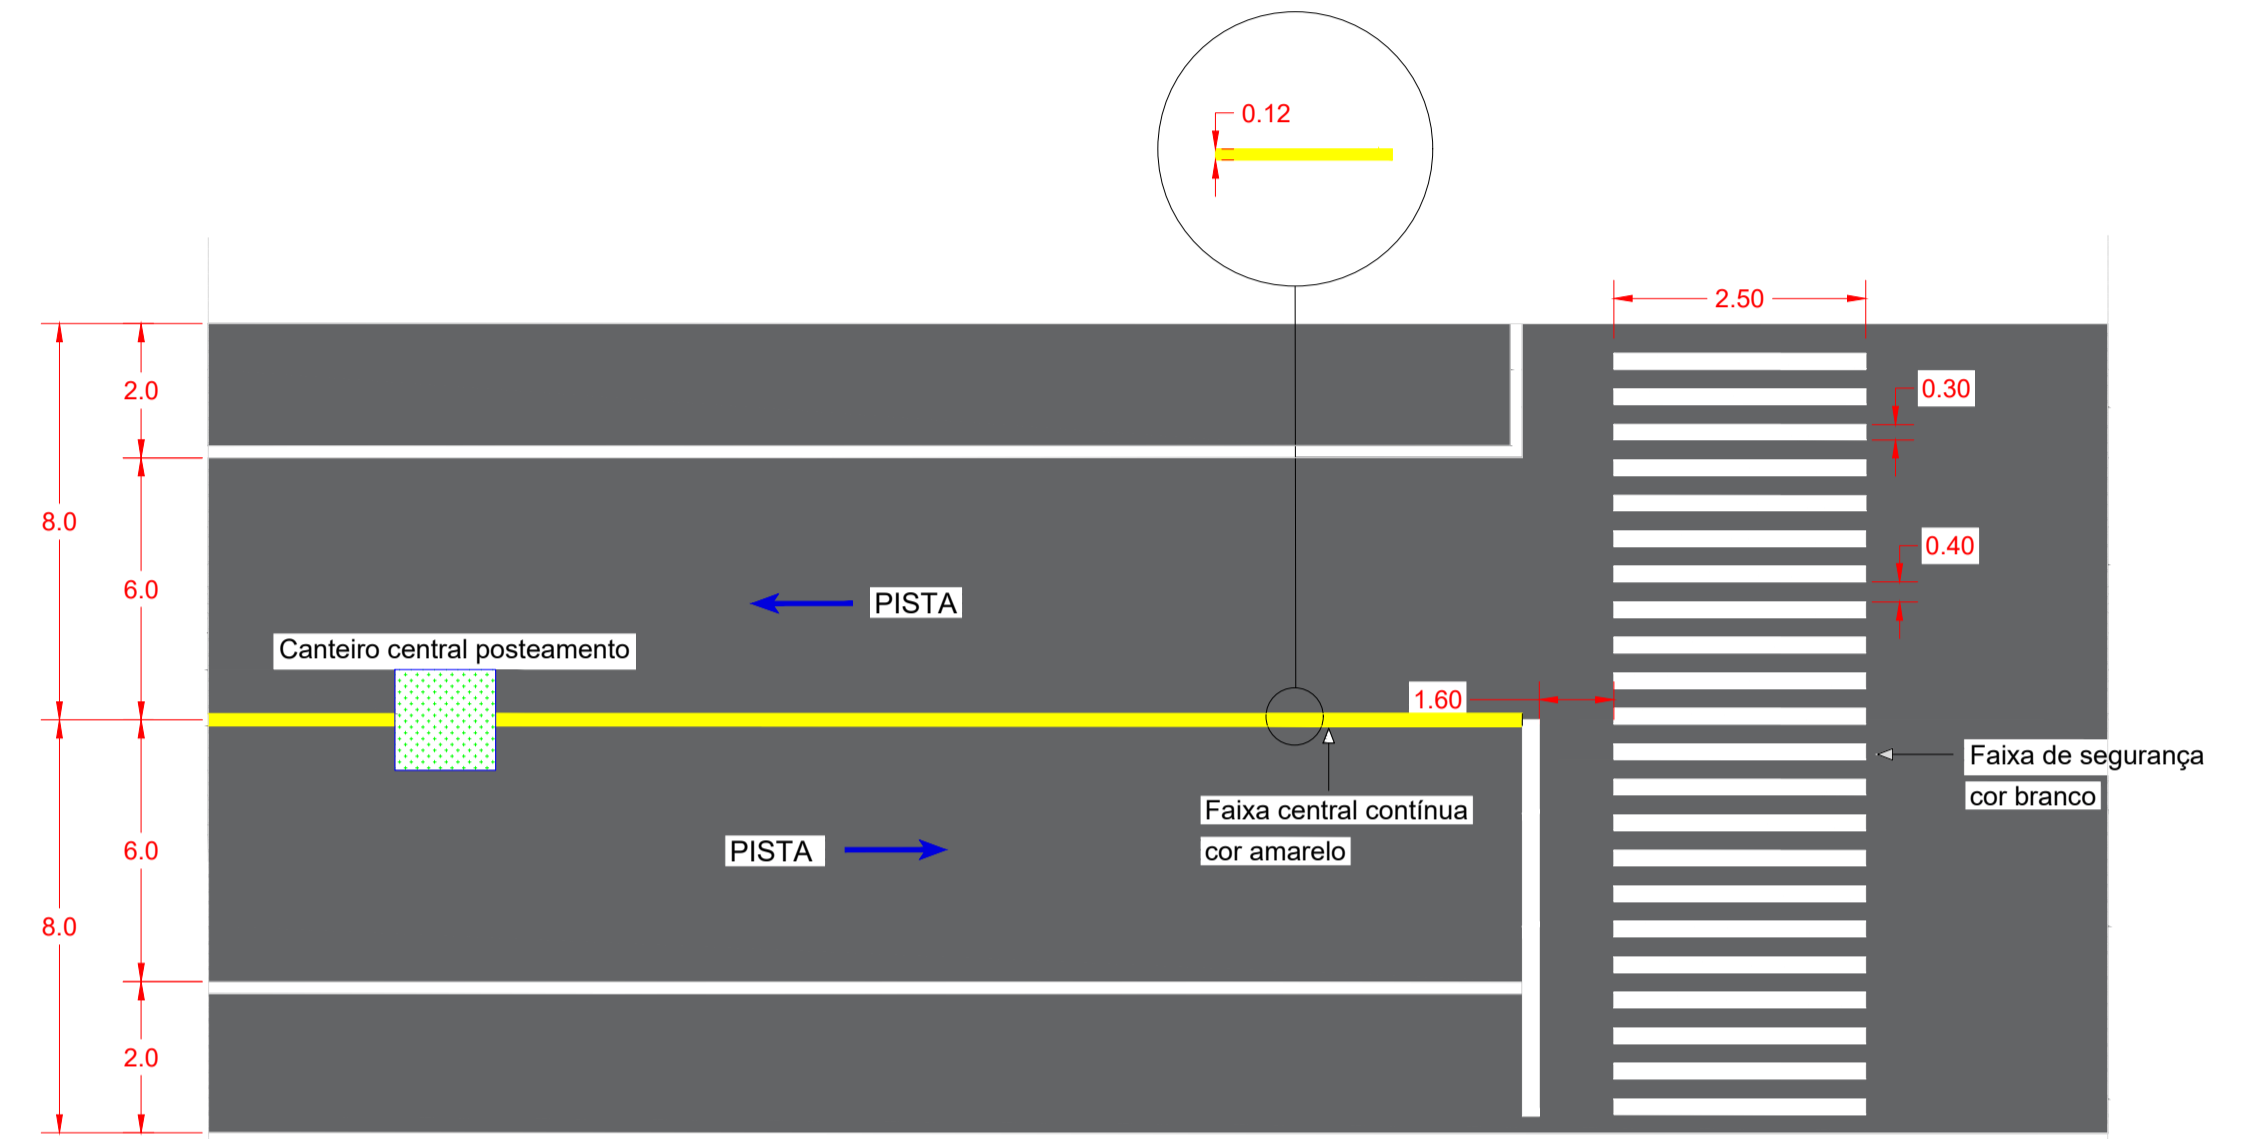 0.12
2.50
2.0
0.30
8.0
0.40
6.0
PISTA
Canteiro central posteamento
1.60
Faixa de segurança
cor branco
Faixa central contínua
cor amarelo
PISTA
6.0
8.0
2.0